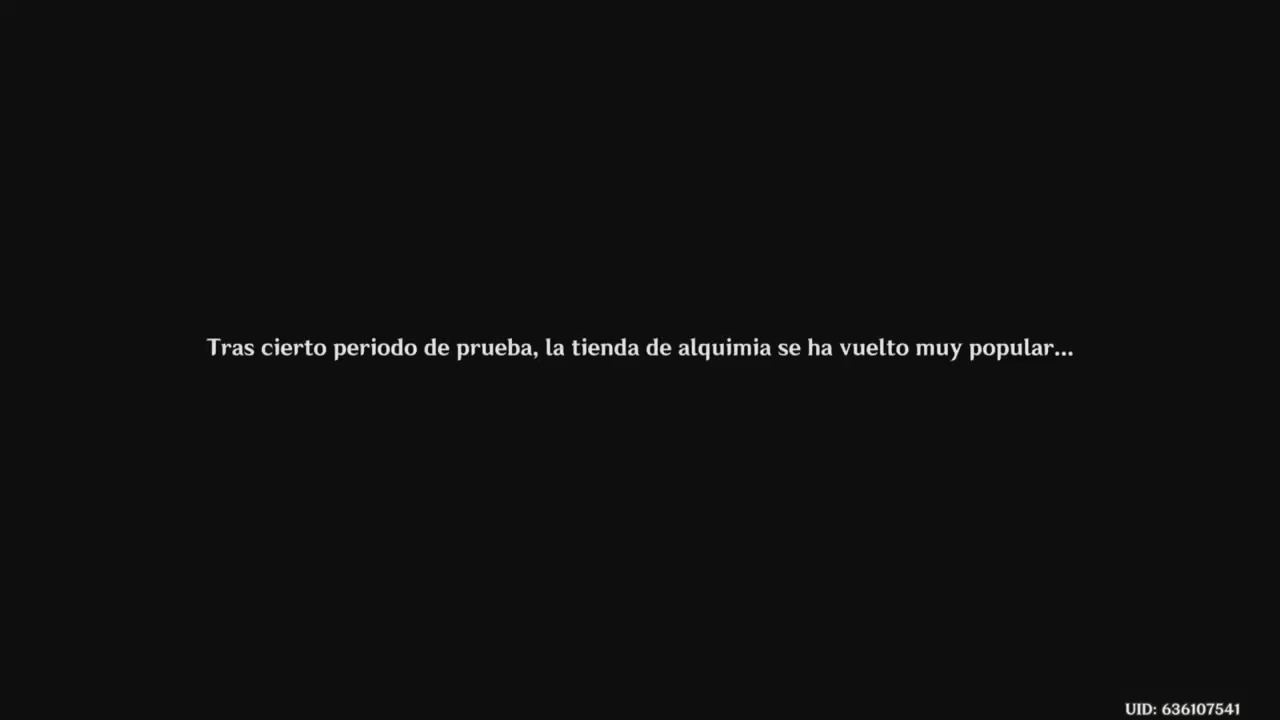 Tras cierto periodo de prueba, la tienda de alquimia se ha vuelto muy popular...
UID: 636107541